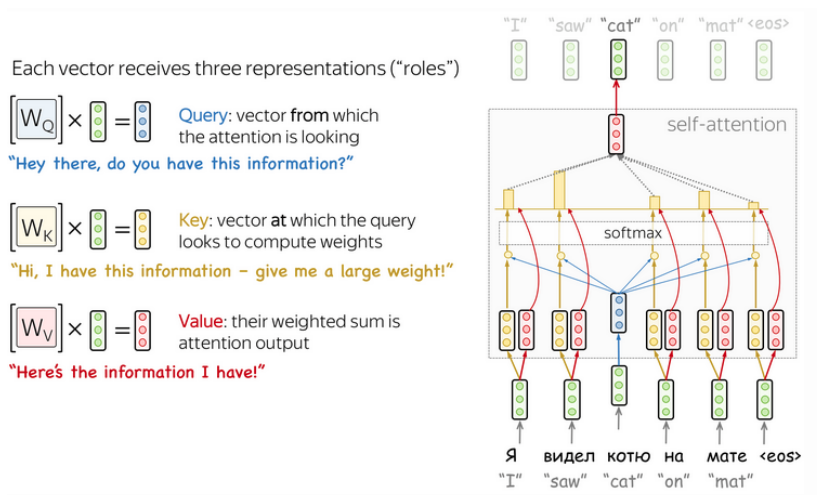 Each vector receives three representations ("roles")
[W_Q] × = Query: vector from which
the attention is looking
"Hey there, do you have this information?"
[W_K] × = Key: vector at which the query
looks to compute weights
"Hi, I have this information – give me a large weight!"
[W_V] × = Value: their weighted sum is
attention output
"Here's the information I have!"
"I" "saw" "cat" "on" "mat" <eos>
self-attention
softmax
Я видел котю на мате <eos>
"I" "saw" "cat" "on" "mat"